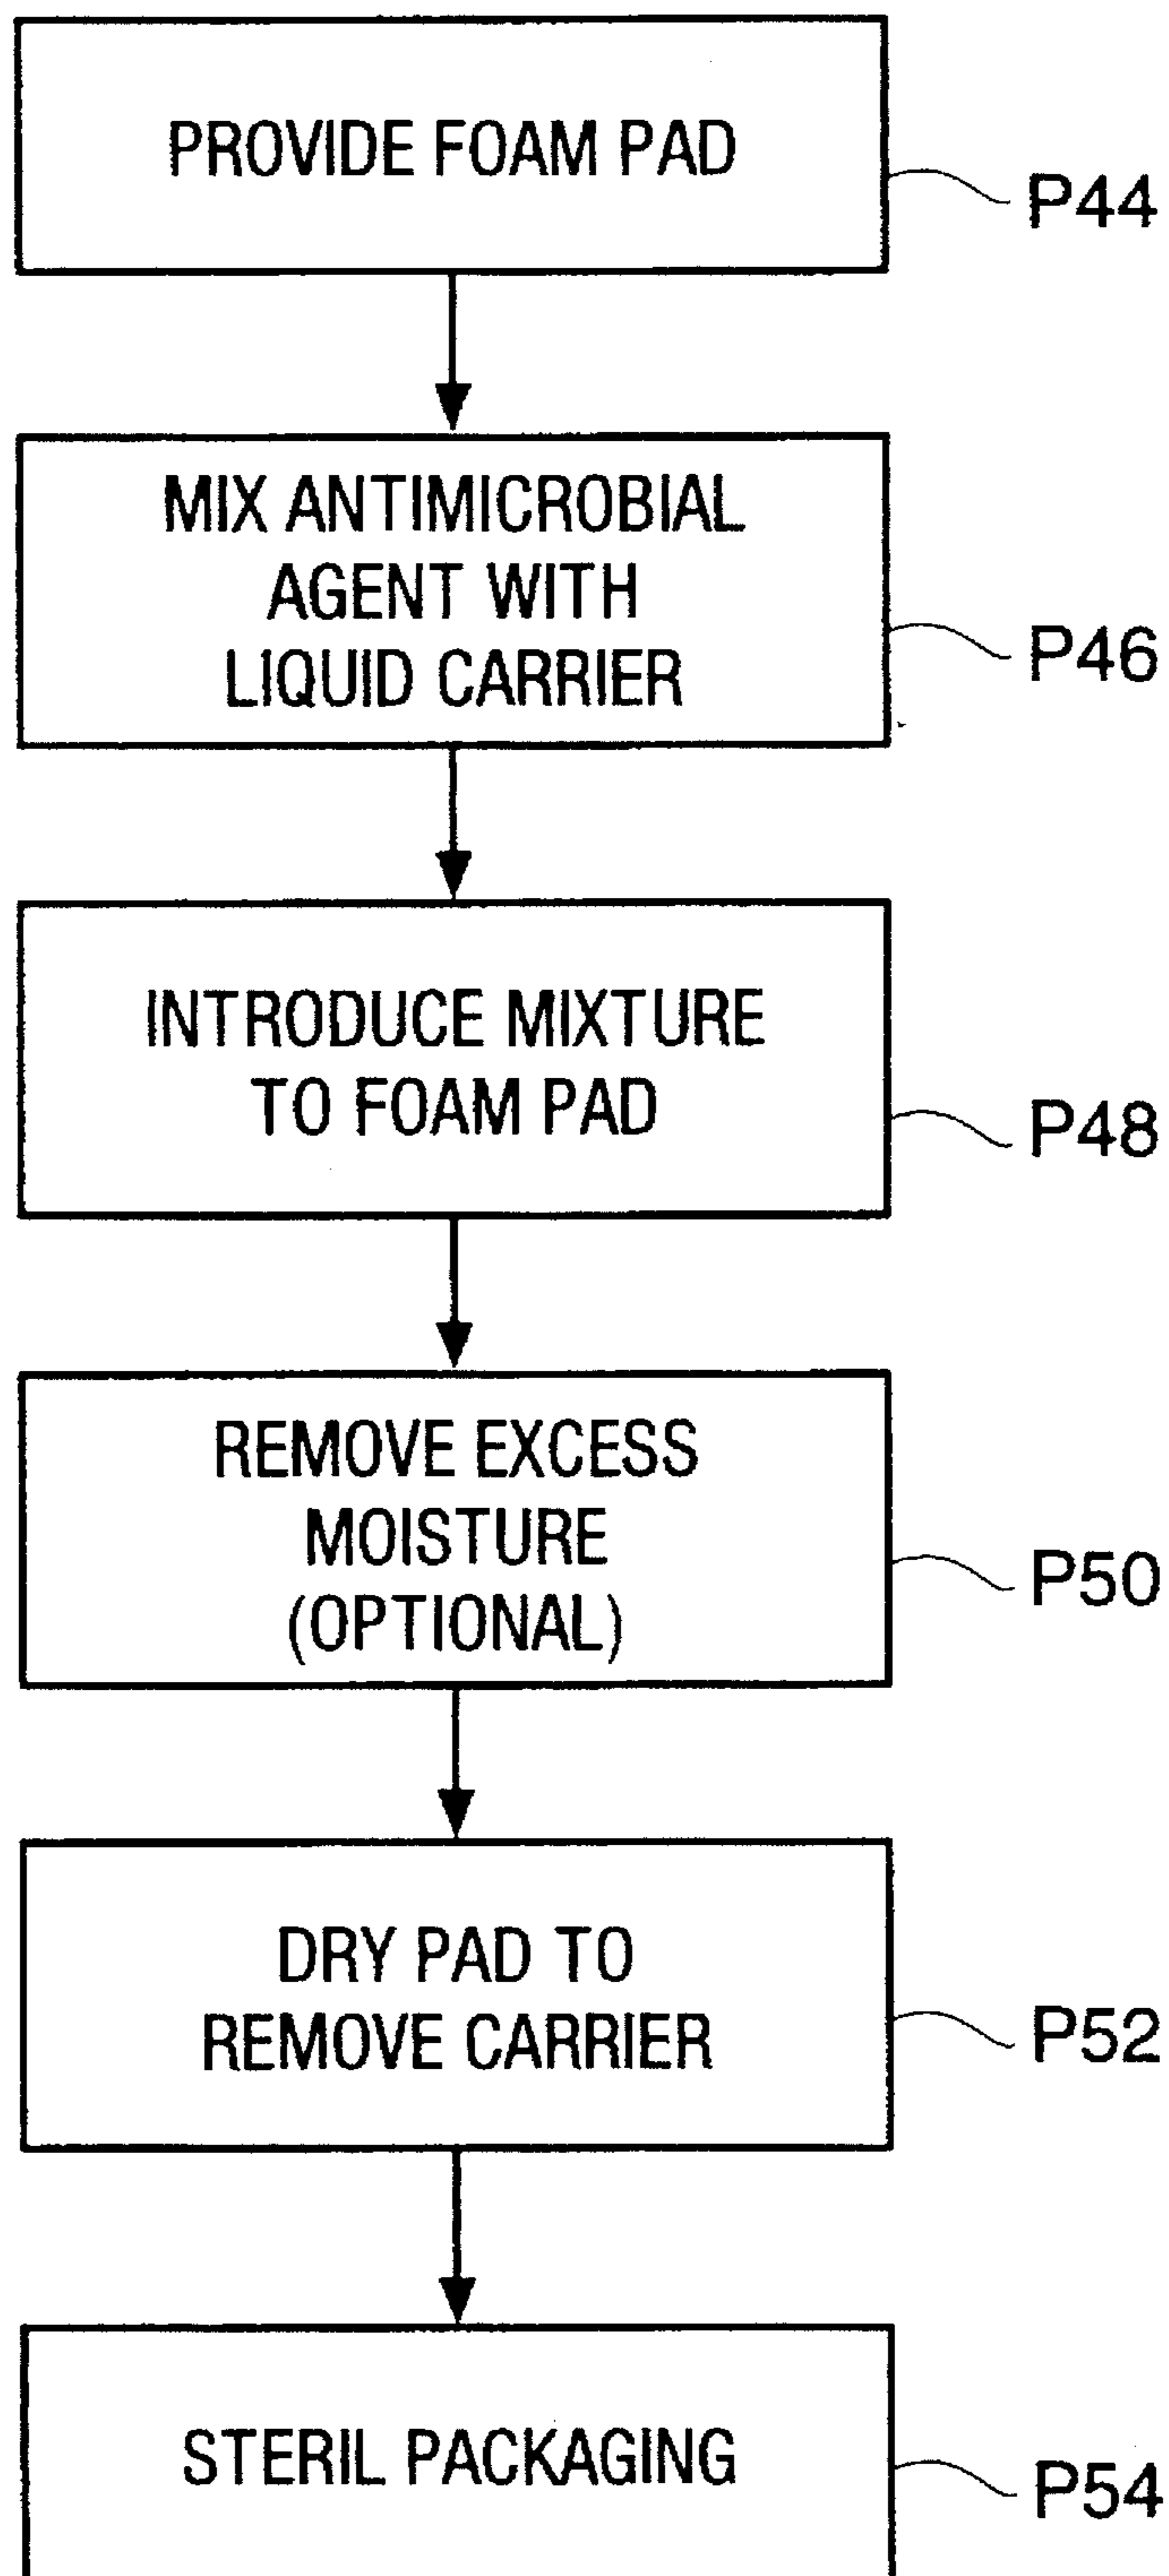 PROVIDE FOAM PAD
P44
MIX ANTIMICROBIAL
AGENT WITH
LIQUID CARRIER
P46
INTRODUCE MIXTURE
TO FOAM PAD
P48
REMOVE EXCESS
MOISTURE
(OPTIONAL)
P50
DRY PAD TO
REMOVE CARRIER
P52
STERIL PACKAGING
P54